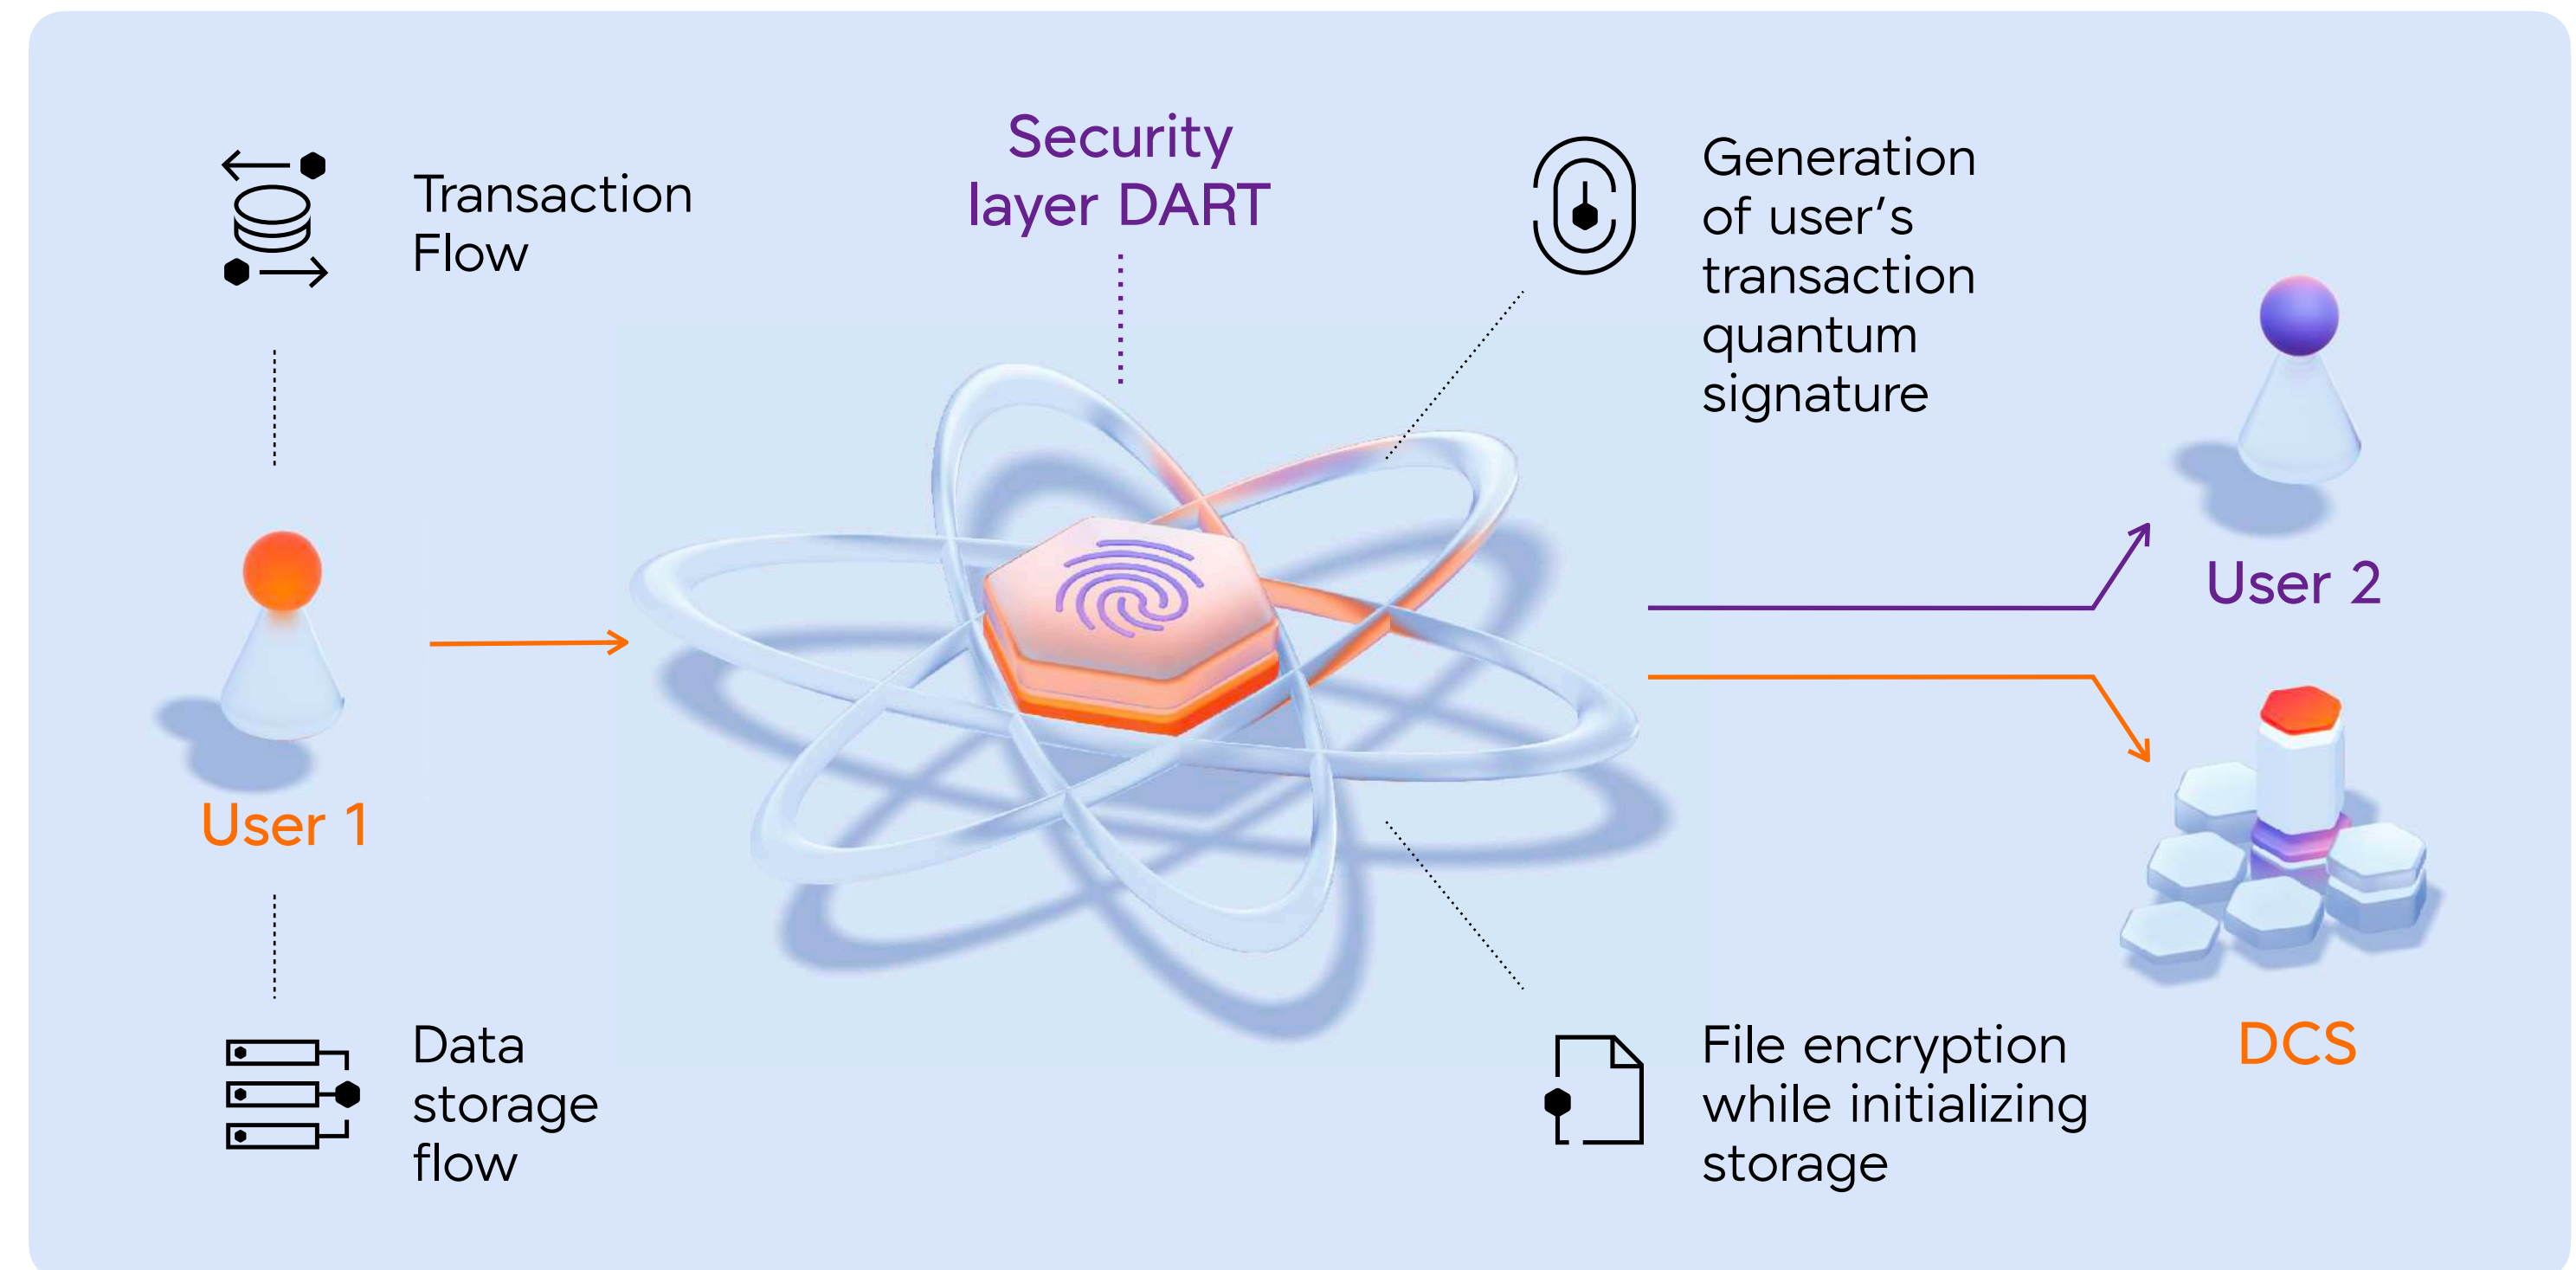 Transaction
Flow
Security
layer DART
Generation
of user’s
transaction
quantum
signature
User 1
User 2
Data
storage
flow
File encryption
while initializing
storage
DCS